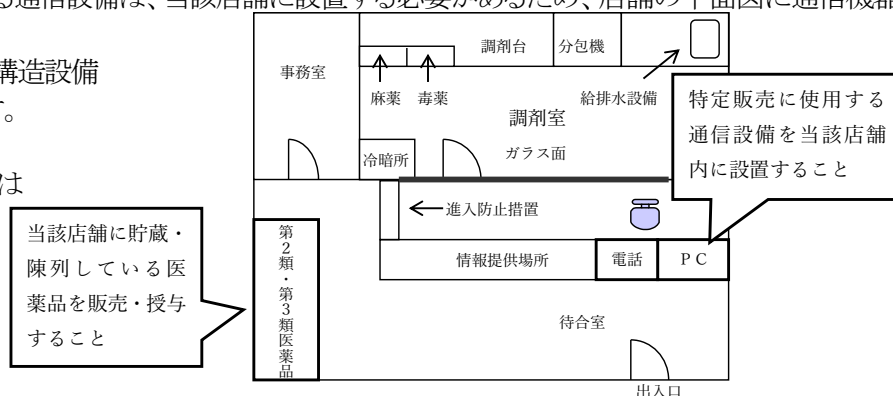 る通信設備は、当該店舗に設置する必要があるため、店舗の平面図に通信機器
構造設備
す。
は
事務室
調剤台
分包機
麻薬
毒薬
給排水設備
調剤室
冷暗所
ガラス面
特定販売に使用する
通信設備を当該店舗
内に設置すること
進入防止措置
当該店舗に貯蔵・
陳列している医
薬品を販売・授与
すること
第2類・第3類医薬品
情報提供場所
電話
PC
待合室
出入口